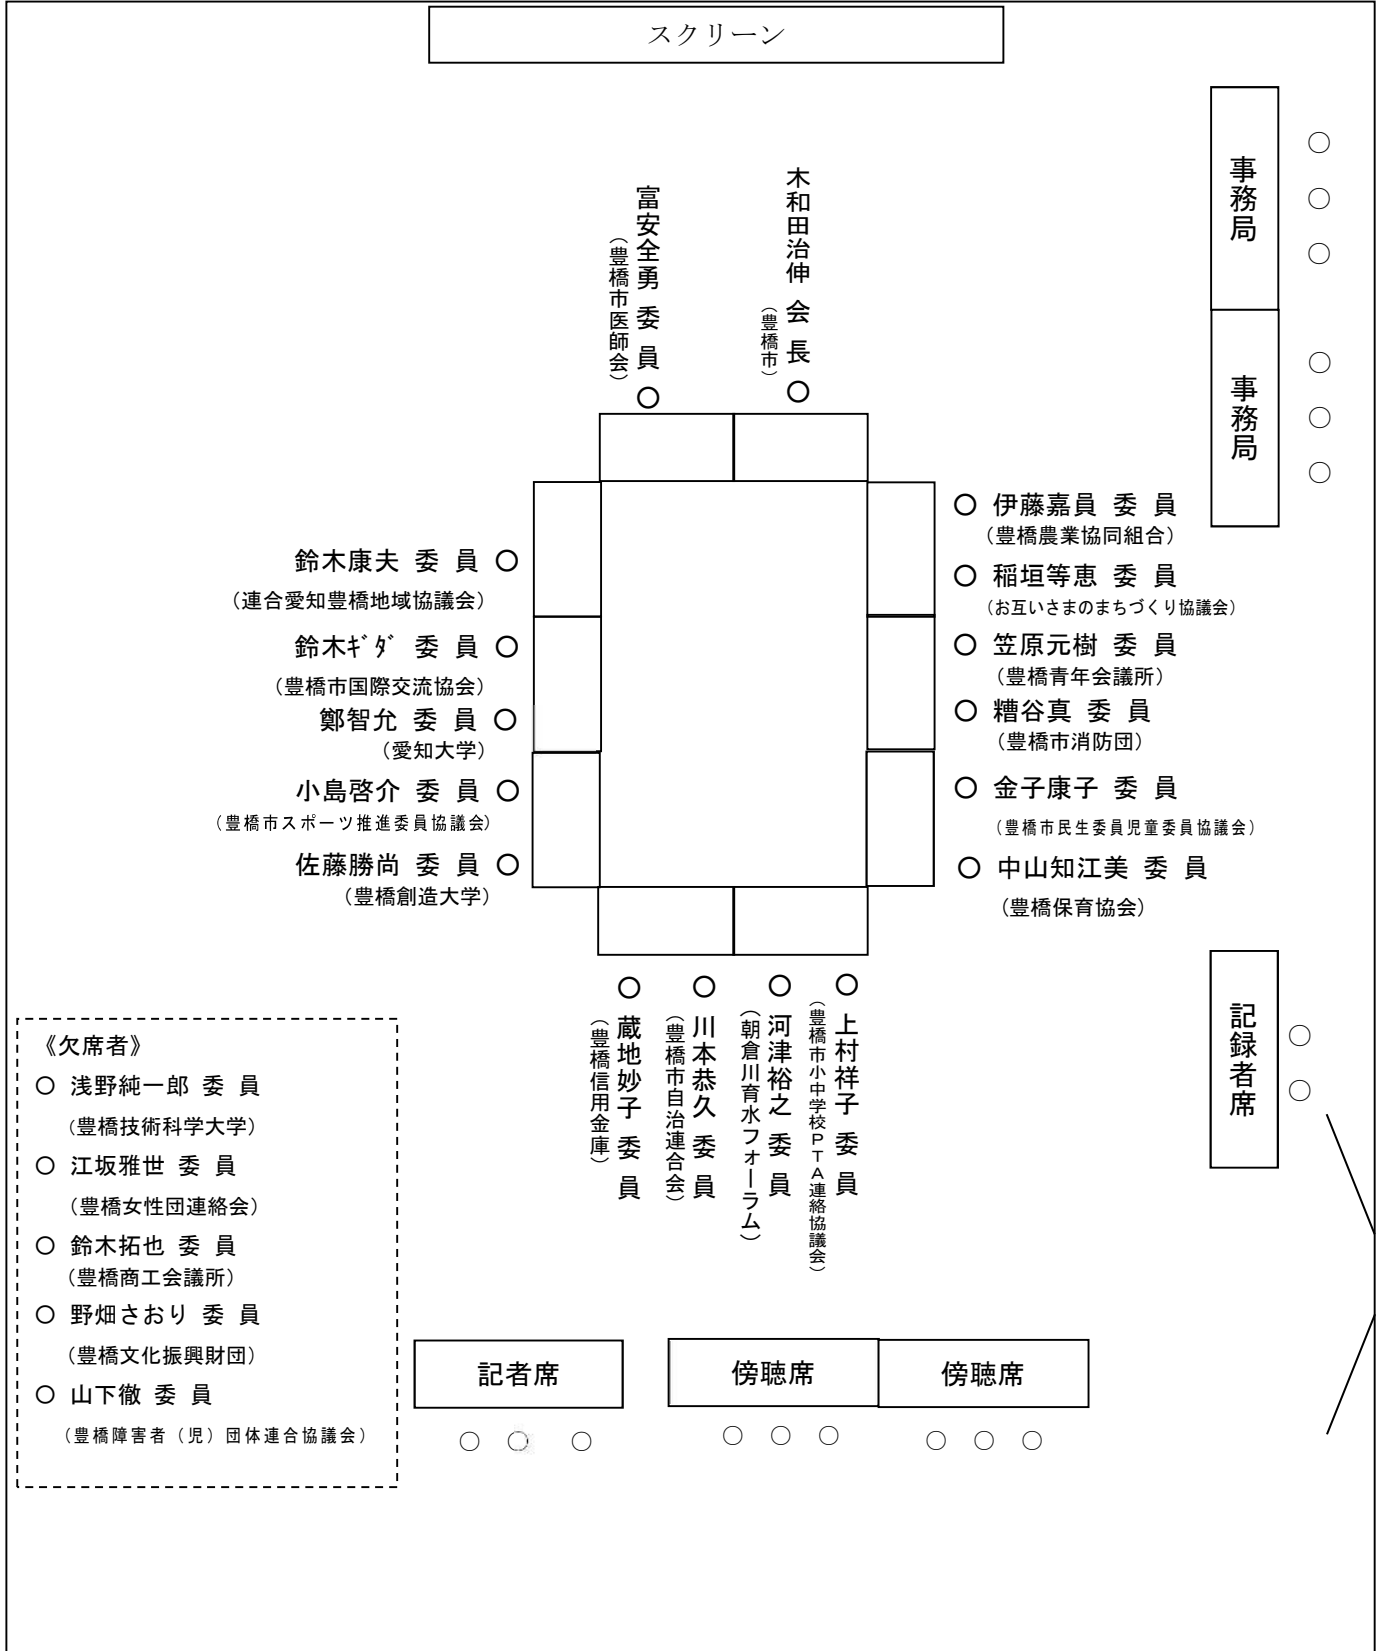 スクリーン
事務局
事務局
木和田治伸 会 長 〇
（豊橋市）
富安全勇 委 員 〇
（豊橋市医師会）
鈴木康夫 委 員 〇
（連合愛知豊橋地域協議会）
鈴木ｷﾞﾀﾞ 委 員 〇
（豊橋市国際交流協会）
鄭智允 委 員 〇
（愛知大学）
小島啓介 委 員 〇
（豊橋市スポーツ推進委員協議会）
佐藤勝尚 委 員 〇
（豊橋創造大学）
〇 伊藤嘉員 委 員
（豊橋農業協同組合）
〇 稲垣等恵 委 員
（お互いさまのまちづくり協議会）
〇 笠原元樹 委 員
（豊橋青年会議所）
〇 糟谷真 委 員
（豊橋市消防団）
〇 金子康子 委 員
（豊橋市民生委員児童委員協議会）
〇 中山知江美 委 員
（豊橋保育協会）
〇 上村祥子 委 員
（豊橋市小中学校ＰＴＡ連絡協議会）
〇 河津裕之 委 員
（朝倉川育水フォーラム）
〇 川本恭久 委 員
（豊橋市自治連合会）
〇 蔵地妙子 委 員
（豊橋信用金庫）
記録者席
《欠席者》
〇 浅野純一郎 委 員
（豊橋技術科学大学）
〇 江坂雅世 委 員
（豊橋女性団連絡会）
〇 鈴木拓也 委 員
（豊橋商工会議所）
〇 野畑さおり 委 員
（豊橋文化振興財団）
〇 山下徹 委 員
（豊橋障害者（児）団体連合協議会）
記者席
傍聴席
傍聴席